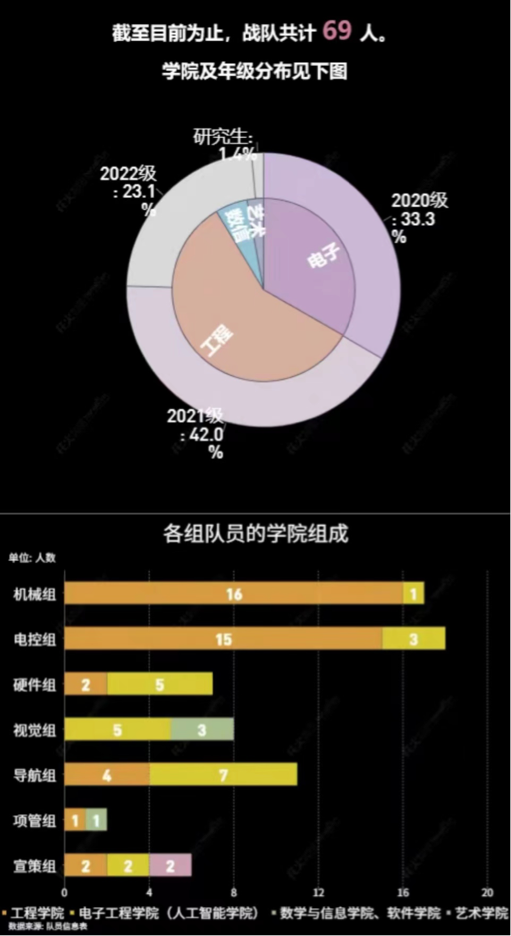 截至目前为止，战队共计 69 人。
学院及年级分布见下图
研究生:
1.4%
2022级
: 23.1
%
2020级
: 33.3
%
数信
艺术
电子
工程
2021级
: 42.0
%
各组队员的学院组成
单位: 人数
机械组 16 1
电控组 15 3
硬件组 2 5
视觉组 5 3
导航组 4 7
项管组 1 1
宣策组 2 2 2
0 4 8 12 16 20
工程学院 电子工程学院（人工智能学院） 数学与信息学院、软件学院 艺术学院
数据来源: 队员信息表